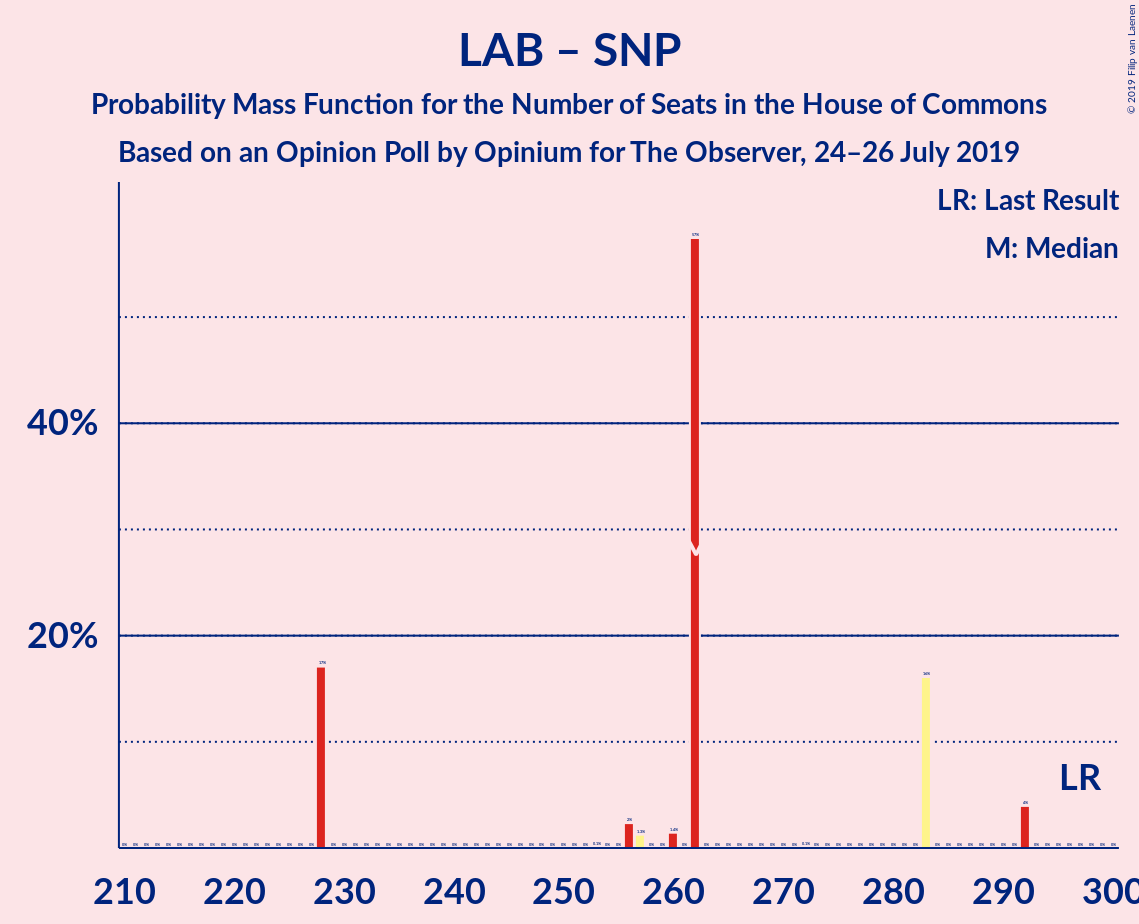 © 2019 Filip van Laenen
LAB – SNP
Probability Mass Function for the Number of Seats in the House of Commons
Based on an Opinion Poll by Opinium for The Observer, 24–26 July 2019
LR: Last Result
M: Median
57%
40%
20%
17%
16%
LR
4%
2%
1.4%
M
210 220 230 240 250 260 270 280 290 300